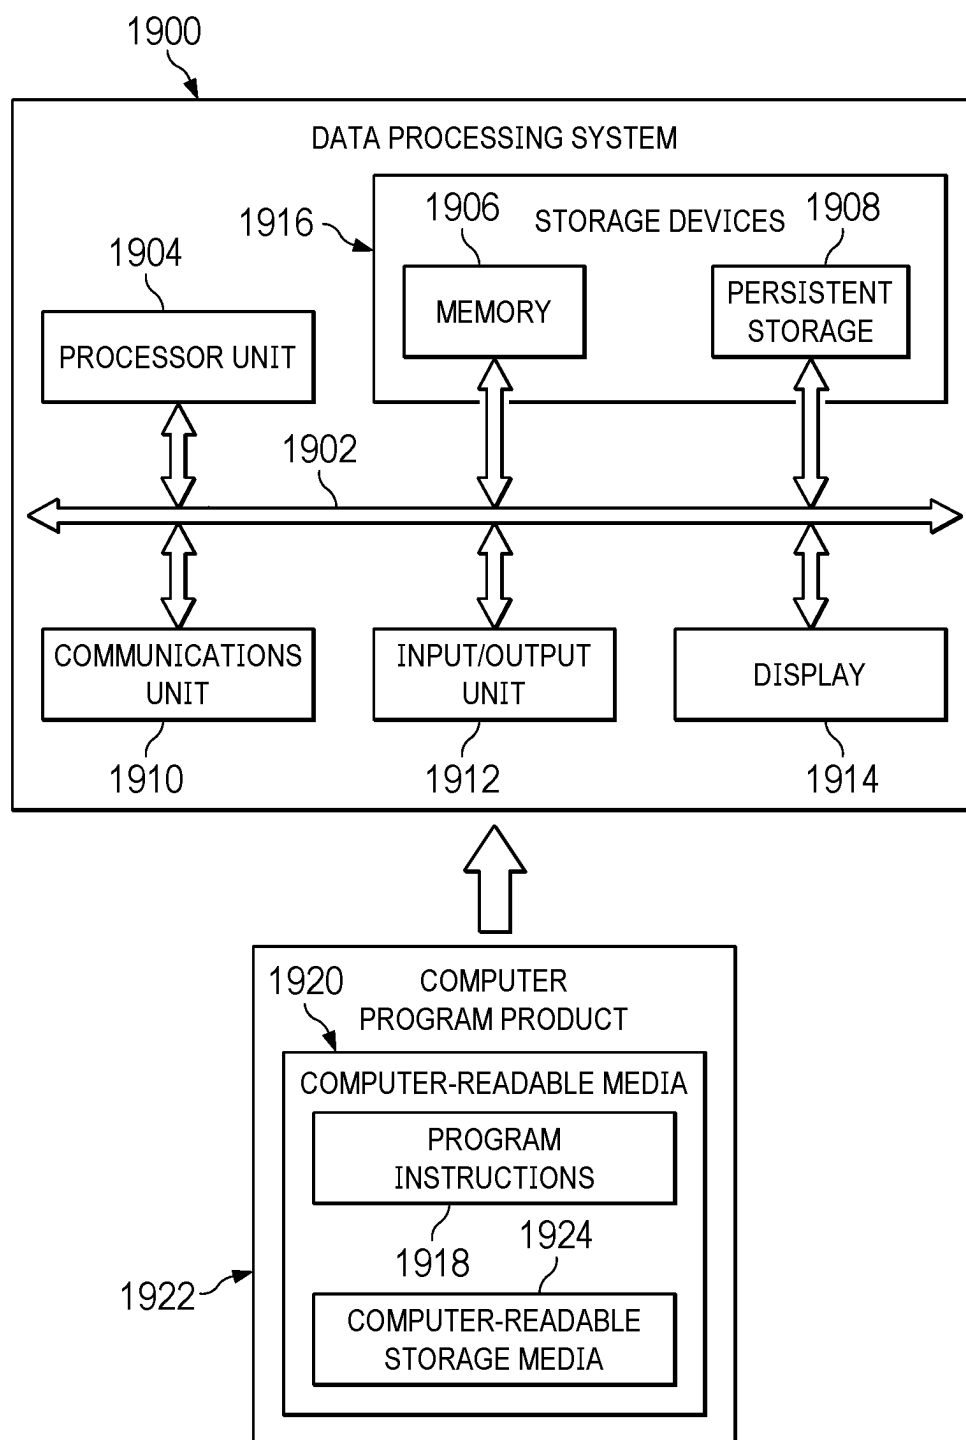 1900
DATA PROCESSING SYSTEM
1916
1906
STORAGE DEVICES
1908
1904
MEMORY
PERSISTENT
STORAGE
PROCESSOR UNIT
1902
COMMUNICATIONS
UNIT
INPUT/OUTPUT
UNIT
DISPLAY
1910
1912
1914
1920
COMPUTER
PROGRAM PRODUCT
COMPUTER-READABLE MEDIA
PROGRAM
INSTRUCTIONS
1918
1924
1922
COMPUTER-READABLE
STORAGE MEDIA